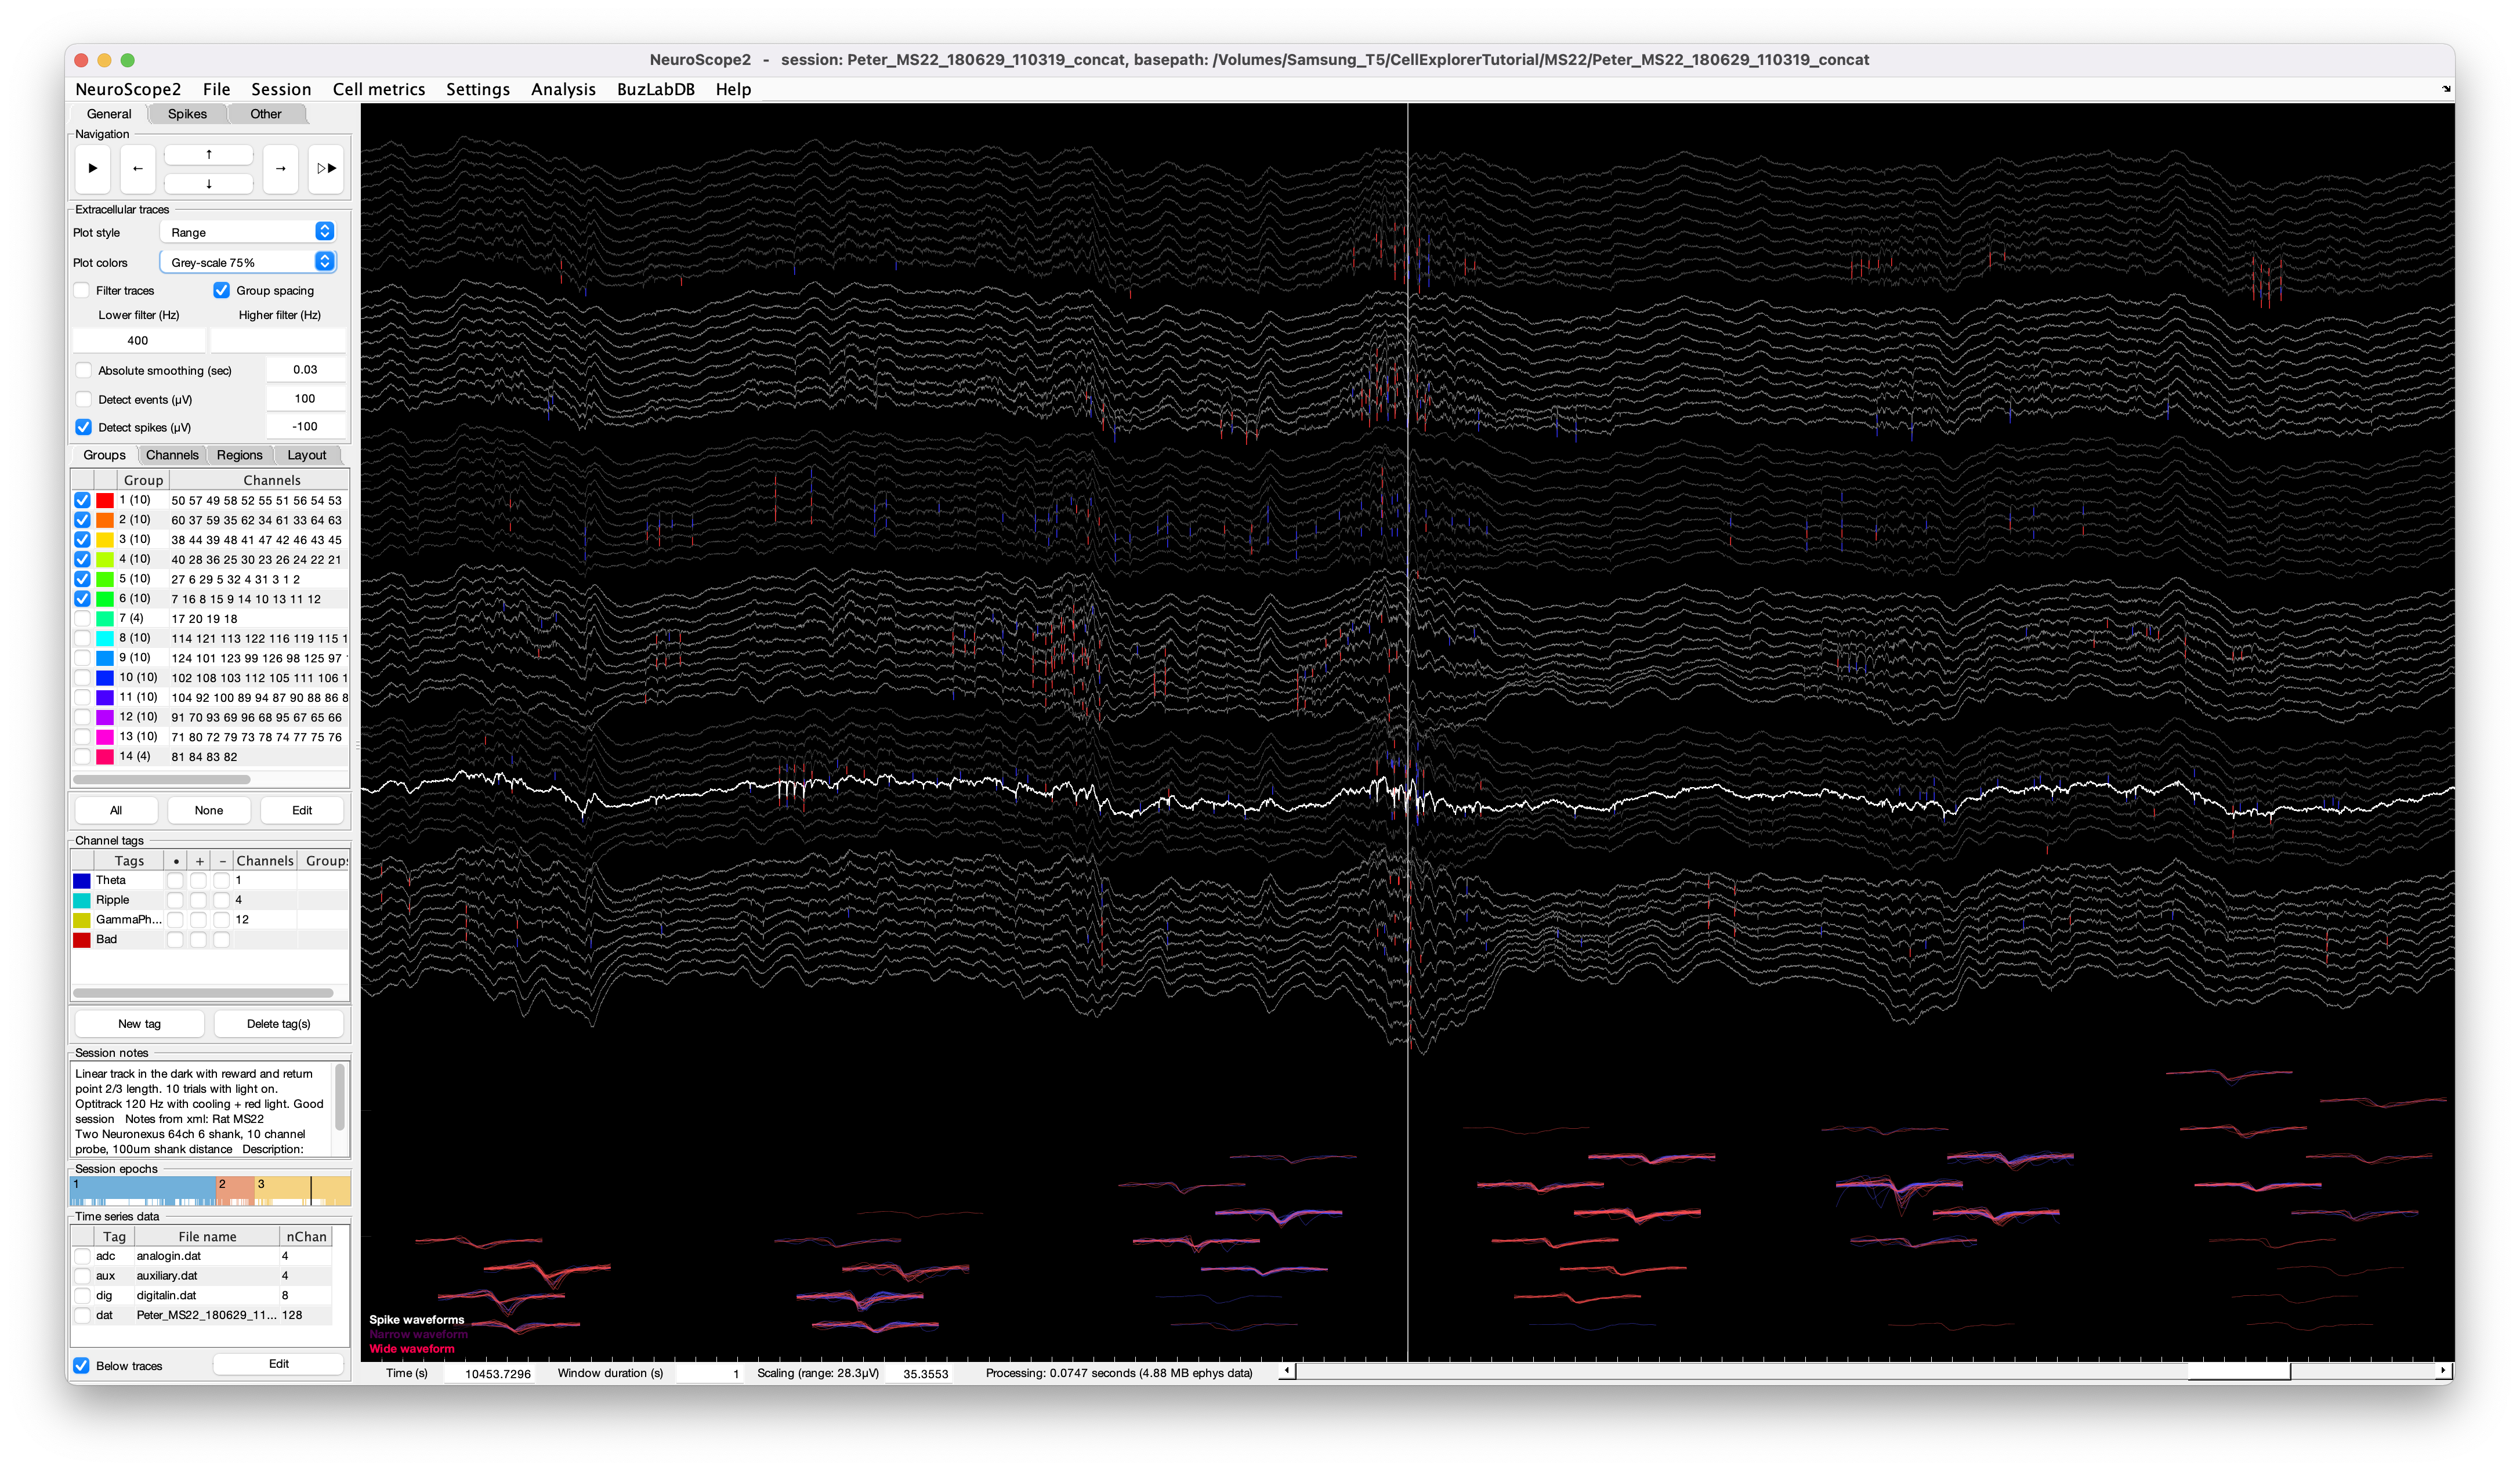 NeuroScope2 - session: Peter_MS22_180629_110319_concat, basepath: /Volumes/Samsung_T5/CellExplorerTutorial/MS22/Peter_MS22_180629_110319_concat
NeuroScope2 File Session Cell metrics Settings Analysis BuzLabDB Help
General Spikes Other
Navigation
Extracellular traces
Plot style Range
Plot colors Grey-scale 75%
Filter traces Group spacing
Lower filter (Hz) Higher filter (Hz)
400
Absolute smoothing (sec) 0.03
Detect events (µV) 100
Detect spikes (µV) -100
Groups Channels Regions Layout
Group Channels
1 (10) 50 57 49 58 52 55 51 56 54 53
2 (10) 60 37 59 35 62 34 61 33 64 63
3 (10) 38 44 39 48 41 47 42 46 43 45
4 (10) 40 28 36 25 30 23 26 24 22 21
5 (10) 27 6 29 5 32 4 31 3 1 2
6 (10) 7 16 8 15 9 14 10 13 11 12
7 (4) 17 20 19 18
8 (10) 114 121 113 122 116 119 115 1
9 (10) 124 101 123 99 126 98 125 97
10 (10) 102 108 103 112 105 111 106 1
11 (10) 104 92 100 89 94 87 90 88 86 8
12 (10) 91 70 93 69 96 68 95 67 65 66
13 (10) 71 80 72 79 73 78 74 77 75 76
14 (4) 81 84 83 82
All None Edit
Channel tags
Tags • + - Channels Groups
Theta 1
Ripple 4
GammaPh... 12
Bad
New tag Delete tag(s)
Session notes
Linear track in the dark with reward and return
point 2/3 length. 10 trials with light on.
Optitrack 120 Hz with cooling + red light. Good
session Notes from xml: Rat MS22
Two Neuronexus 64ch 6 shank, 10 channel
probe, 100um shank distance Description:
Session epochs
1 2 3
Time series data
Tag File name nChan
adc analogin.dat 4
aux auxiliary.dat 4
dig digitalin.dat 8
dat Peter_MS22_180629_11... 128
Below traces Edit
Spike waveforms
Narrow waveform
Wide waveform
Time (s) 10453.7296 Window duration (s) 1 Scaling (range: 28.3µV) 35.3553 Processing: 0.0747 seconds (4.88 MB ephys data)